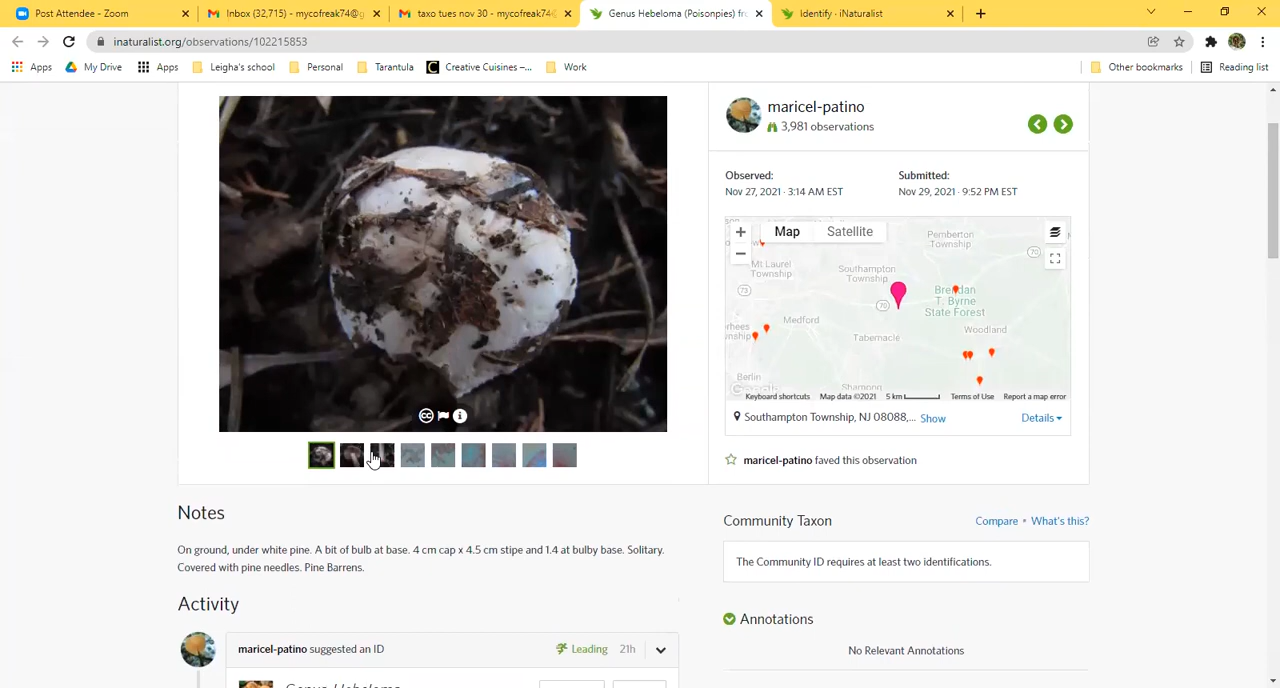 Post Attendee - Zoom
Inbox (32,715) - mycofreak74@g
taxo tues nov 30 - mycofreak74@
Genus Hebeloma (Poisonpies) fr
Identify · iNaturalist
inaturalist.org/observations/102215853
Apps
My Drive
Apps
Leigha's school
Personal
Tarantula
Creative Cuisines –...
Work
Other bookmarks
Reading list
maricel-patino
3,981 observations
Observed:
Submitted:
Nov 27, 2021 · 3:14 AM EST
Nov 29, 2021 · 9:52 PM EST
Map
Satellite
Pemberton
Township
Mt Laurel
Township
Southampton
Township
70
73
70
Brendan
T. Byrne
State Forest
Medford
Woodland
Tabernacle
Berlin
Shamong
Keyboard shortcuts
Map data ©2021
5 km
Terms of Use
Report a map error
Southampton Township, NJ 08088,...
Show
Details
maricel-patino faved this observation
Notes
On ground, under white pine. A bit of bulb at base. 4 cm cap x 4.5 cm stipe and 1.4 at bulby base. Solitary.
Covered with pine needles. Pine Barrens.
Activity
maricel-patino suggested an ID
Leading
21h
Genus Hebeloma
Community Taxon
Compare · What's this?
The Community ID requires at least two identifications.
Annotations
No Relevant Annotations